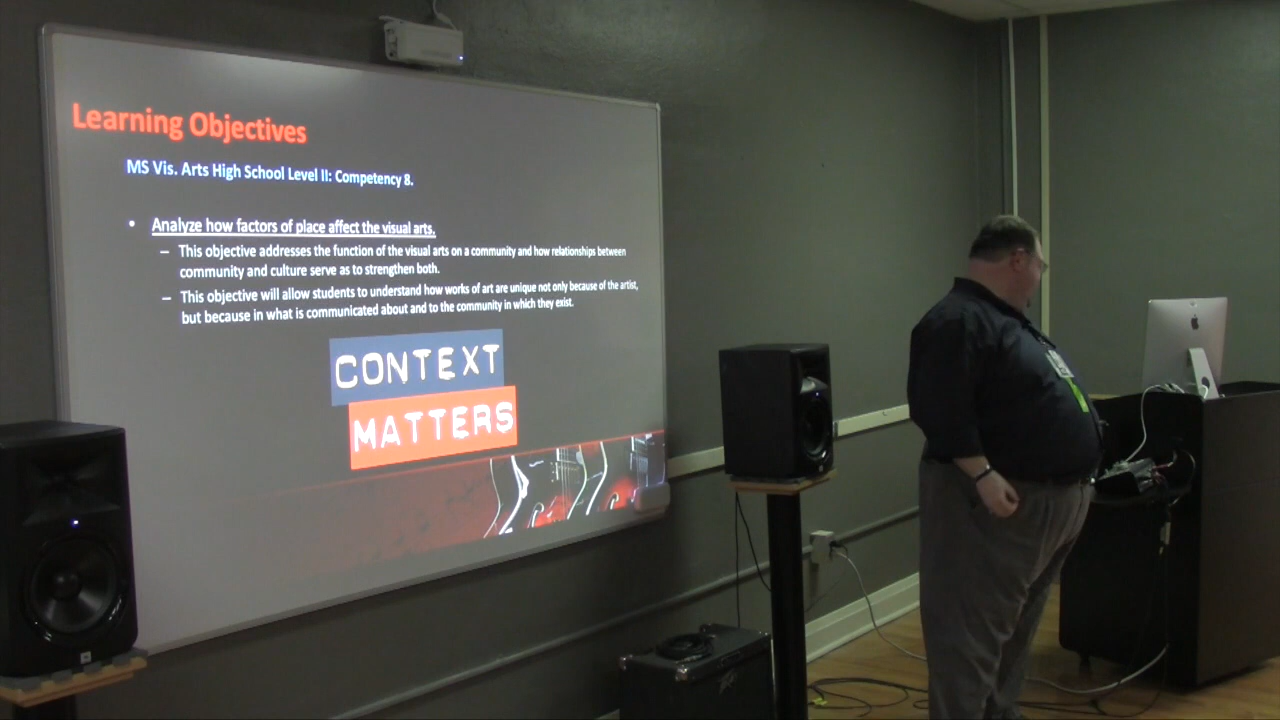 Learning Objectives
MS Vis. Arts High School Level II: Competency 8.
• Analyze how factors of place affect the visual arts.
– This objective addresses the function of the visual arts on a community and how relationships between
community and culture serve as to strengthen both.
– This objective will allow students to understand how works of art are unique not only because of the artist,
but because in what is communicated about and to the community in which they exist.
CONTEXT
MATTERS